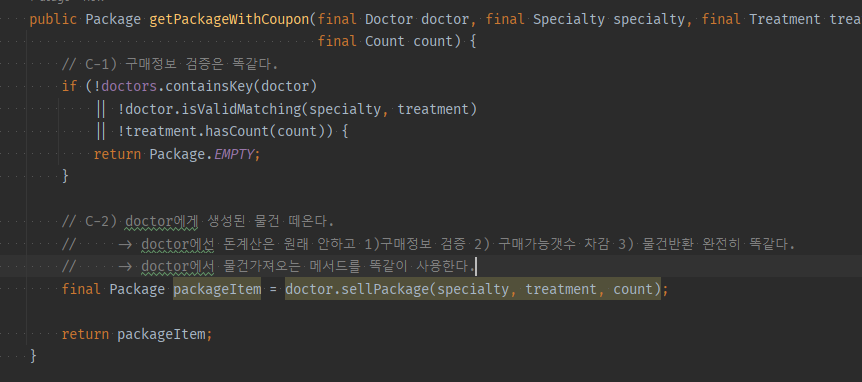 public Package getPackageWithCoupon(final Doctor doctor, final Specialty specialty, final Treatment trea
final Count count) {
// C-1) 구매정보 검증은 똑같다.
if (!doctors.containsKey(doctor)
|| !doctor.isValidMatching(specialty, treatment)
|| !treatment.hasCount(count)) {
return Package.EMPTY;
}
// C-2) doctor에게 생성된 물건 떼온다.
// -> doctor에선 돈계산은 원래 안하고 1)구매정보 검증 2) 구매가능갯수 차감 3) 물건반환 완전히 똑같다.
// -> doctor에서 물건가져오는 메서드를 똑같이 사용한다.
final Package packageItem = doctor.sellPackage(specialty, treatment, count);
return packageItem;
}